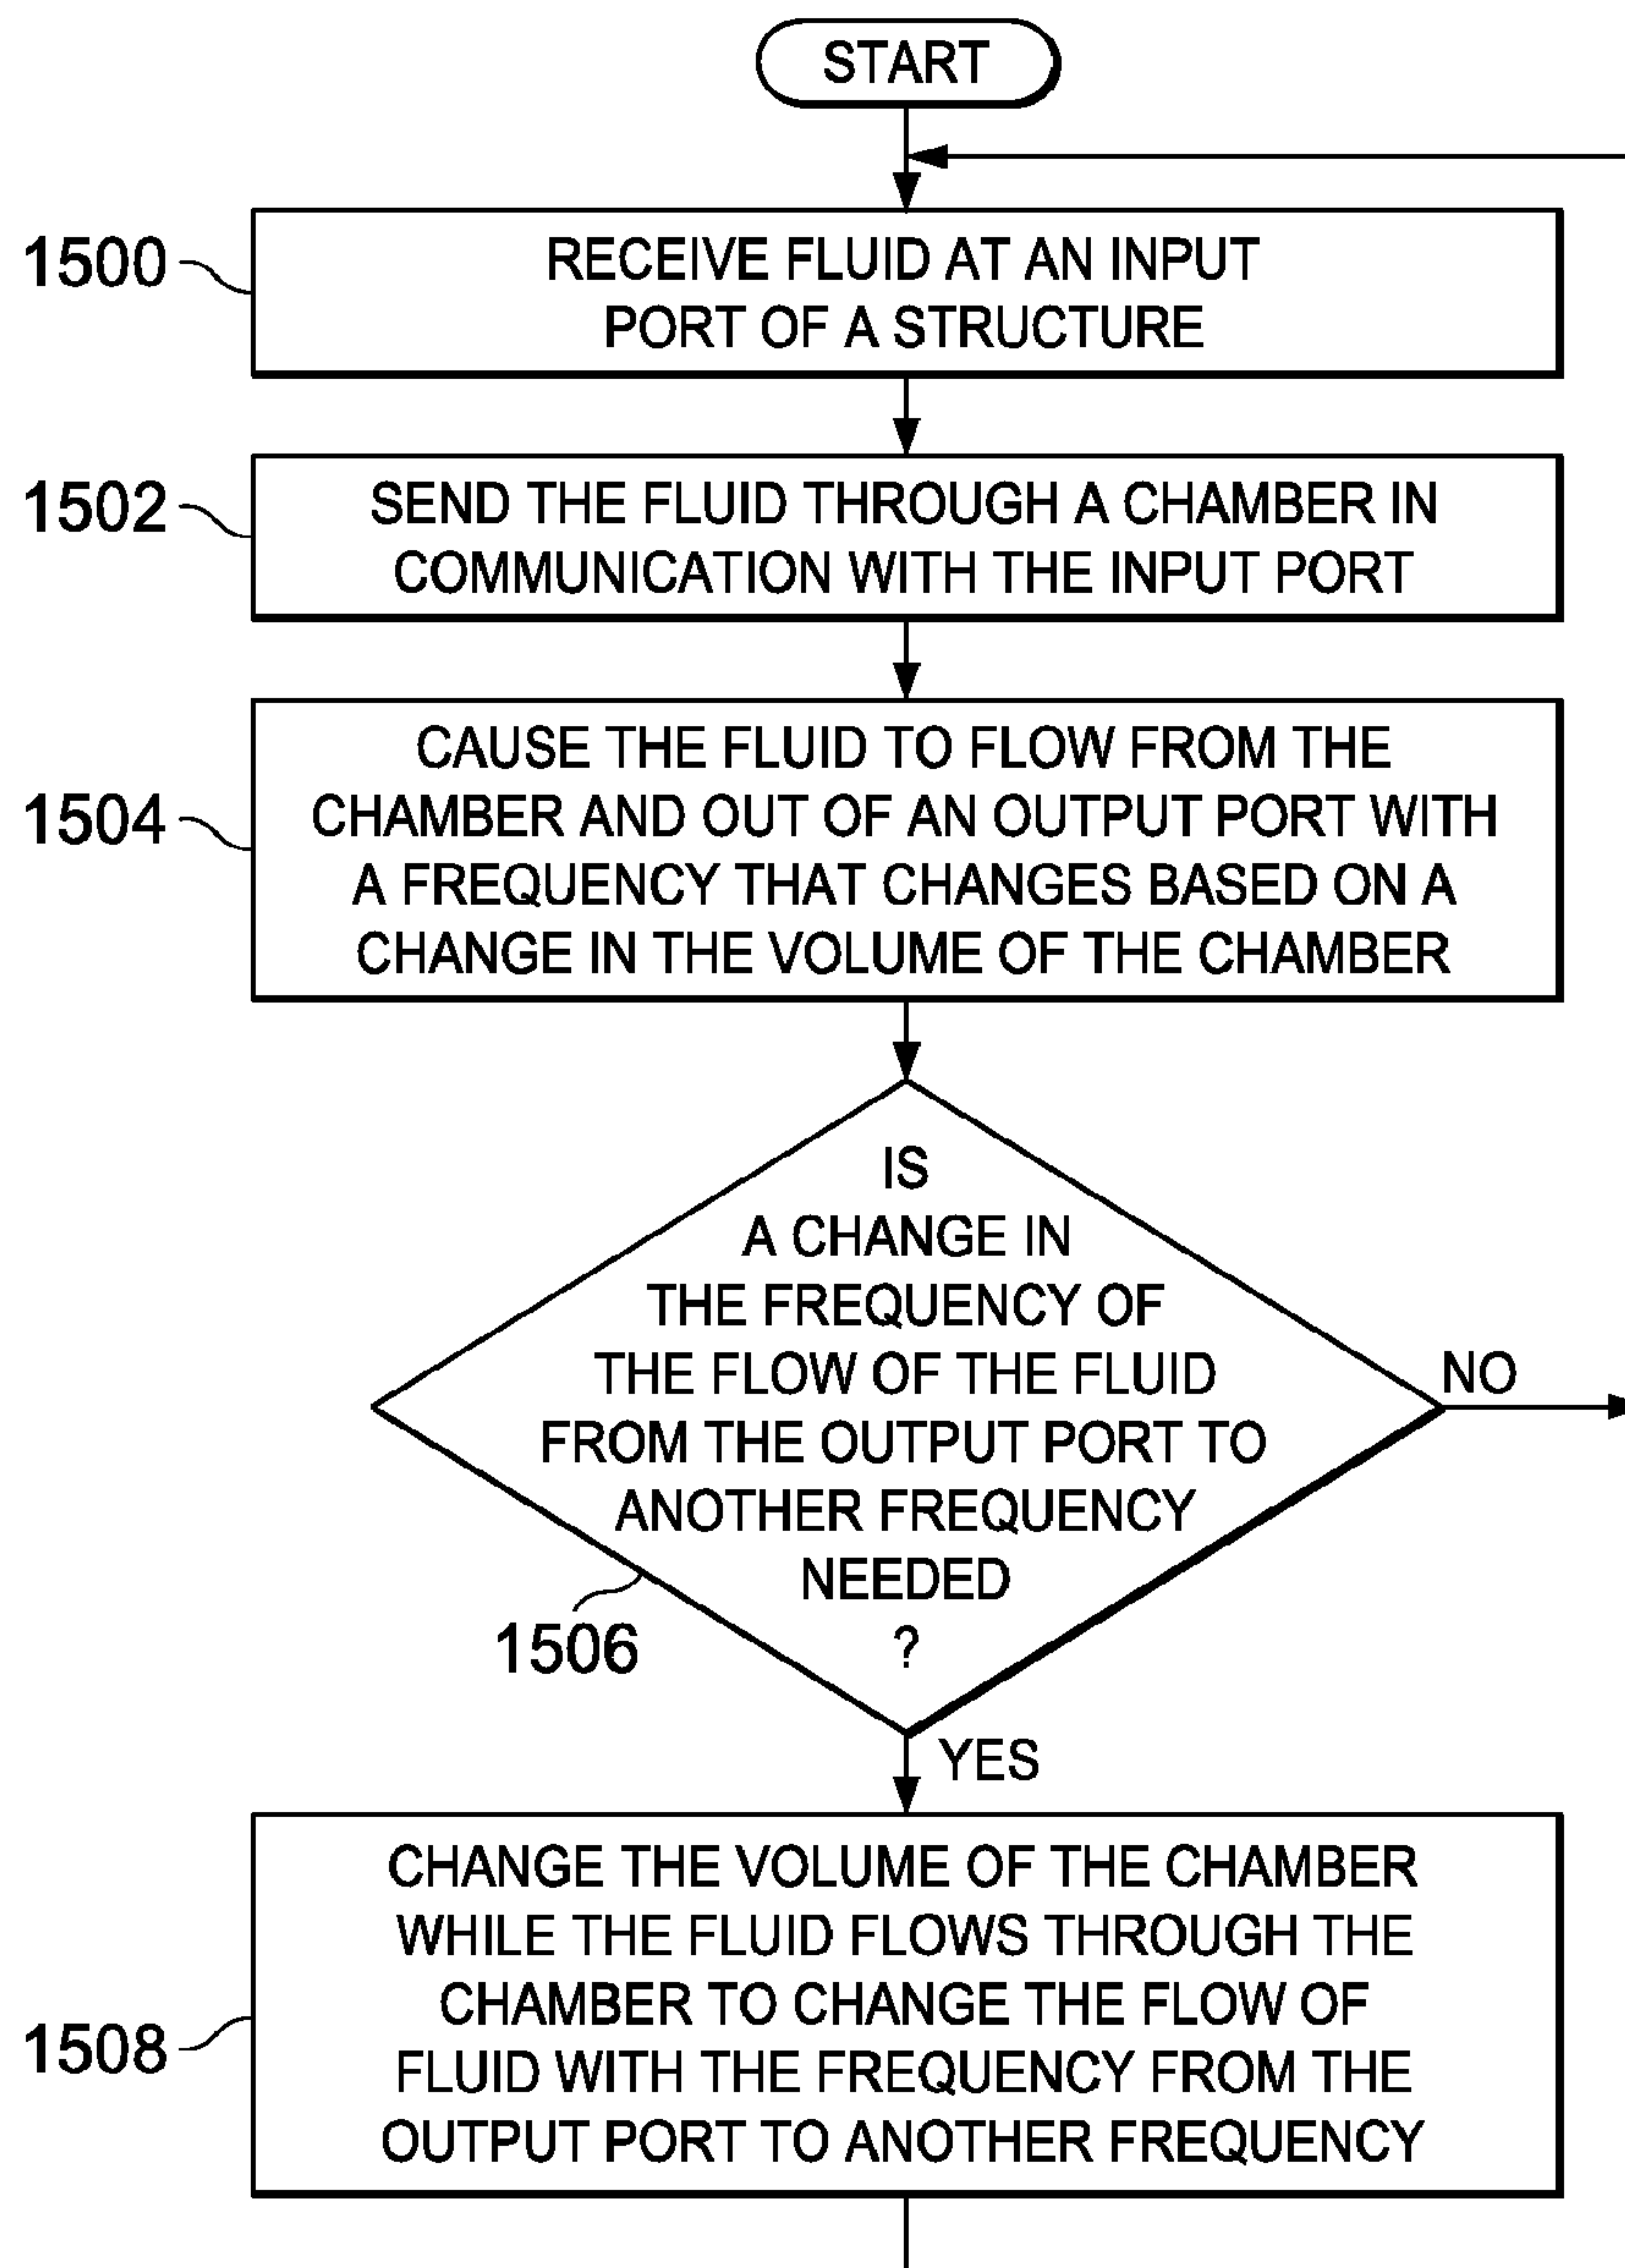 START
1500
RECEIVE FLUID AT AN INPUT
PORT OF A STRUCTURE
1502
SEND THE FLUID THROUGH A CHAMBER IN
COMMUNICATION WITH THE INPUT PORT
1504
CAUSE THE FLUID TO FLOW FROM THE
CHAMBER AND OUT OF AN OUTPUT PORT WITH
A FREQUENCY THAT CHANGES BASED ON A
CHANGE IN THE VOLUME OF THE CHAMBER
IS
A CHANGE IN
THE FREQUENCY OF
THE FLOW OF THE FLUID
FROM THE OUTPUT PORT TO
ANOTHER FREQUENCY
NEEDED
?
NO
1506
YES
1508
CHANGE THE VOLUME OF THE CHAMBER
WHILE THE FLUID FLOWS THROUGH THE
CHAMBER TO CHANGE THE FLOW OF
FLUID WITH THE FREQUENCY FROM THE
OUTPUT PORT TO ANOTHER FREQUENCY